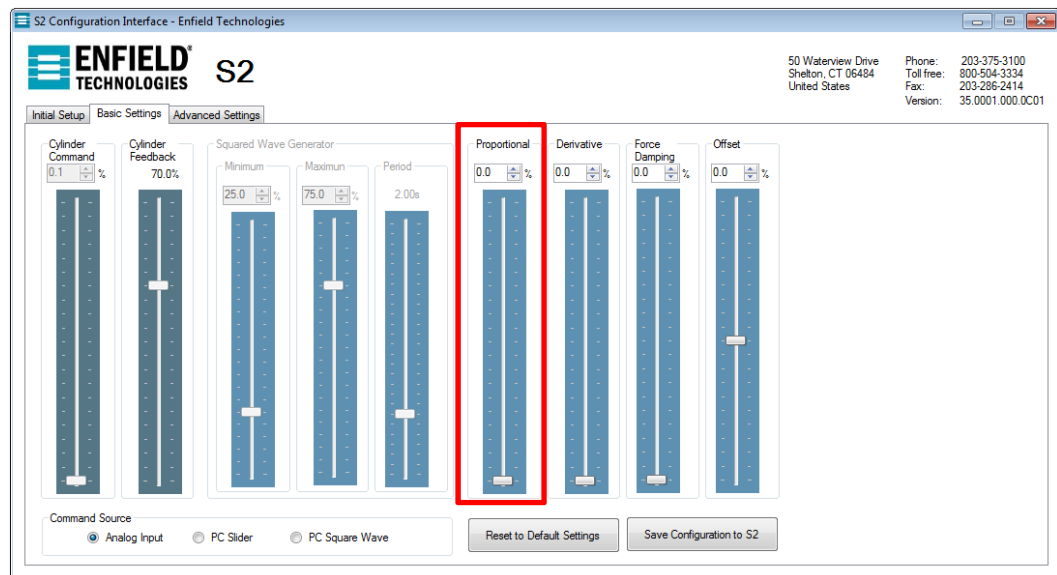 S2 Configuration Interface - Enfield Technologies
ENFIELD®
TECHNOLOGIES
S2
50 Waterview Drive
Shelton, CT 06484
United States
Phone: 203-375-3100
Toll free: 800-504-3334
Fax: 203-286-2414
Version: 35.0001.000.0C01
Initial Setup Basic Settings Advanced Settings
Cylinder Command
0.1 %
Cylinder Feedback
70.0%
Squared Wave Generator
Minimum
25.0 %
Maximun
75.0 %
Period
2.00s
Proportional
0.0 %
Derivative
0.0 %
Force Damping
0.0 %
Offset
0.0 %
Command Source
Analog Input PC Slider PC Square Wave
Reset to Default Settings
Save Configuration to S2